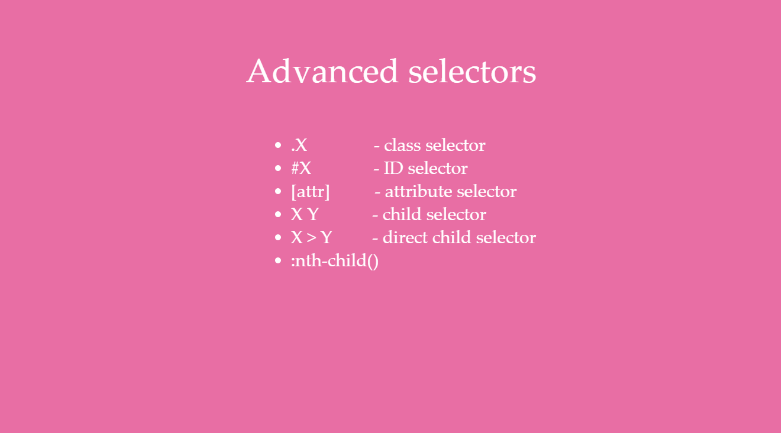 Advanced selectors
• .X - class selector
• #X - ID selector
• [attr] - attribute selector
• X Y - child selector
• X > Y - direct child selector
• :nth-child()